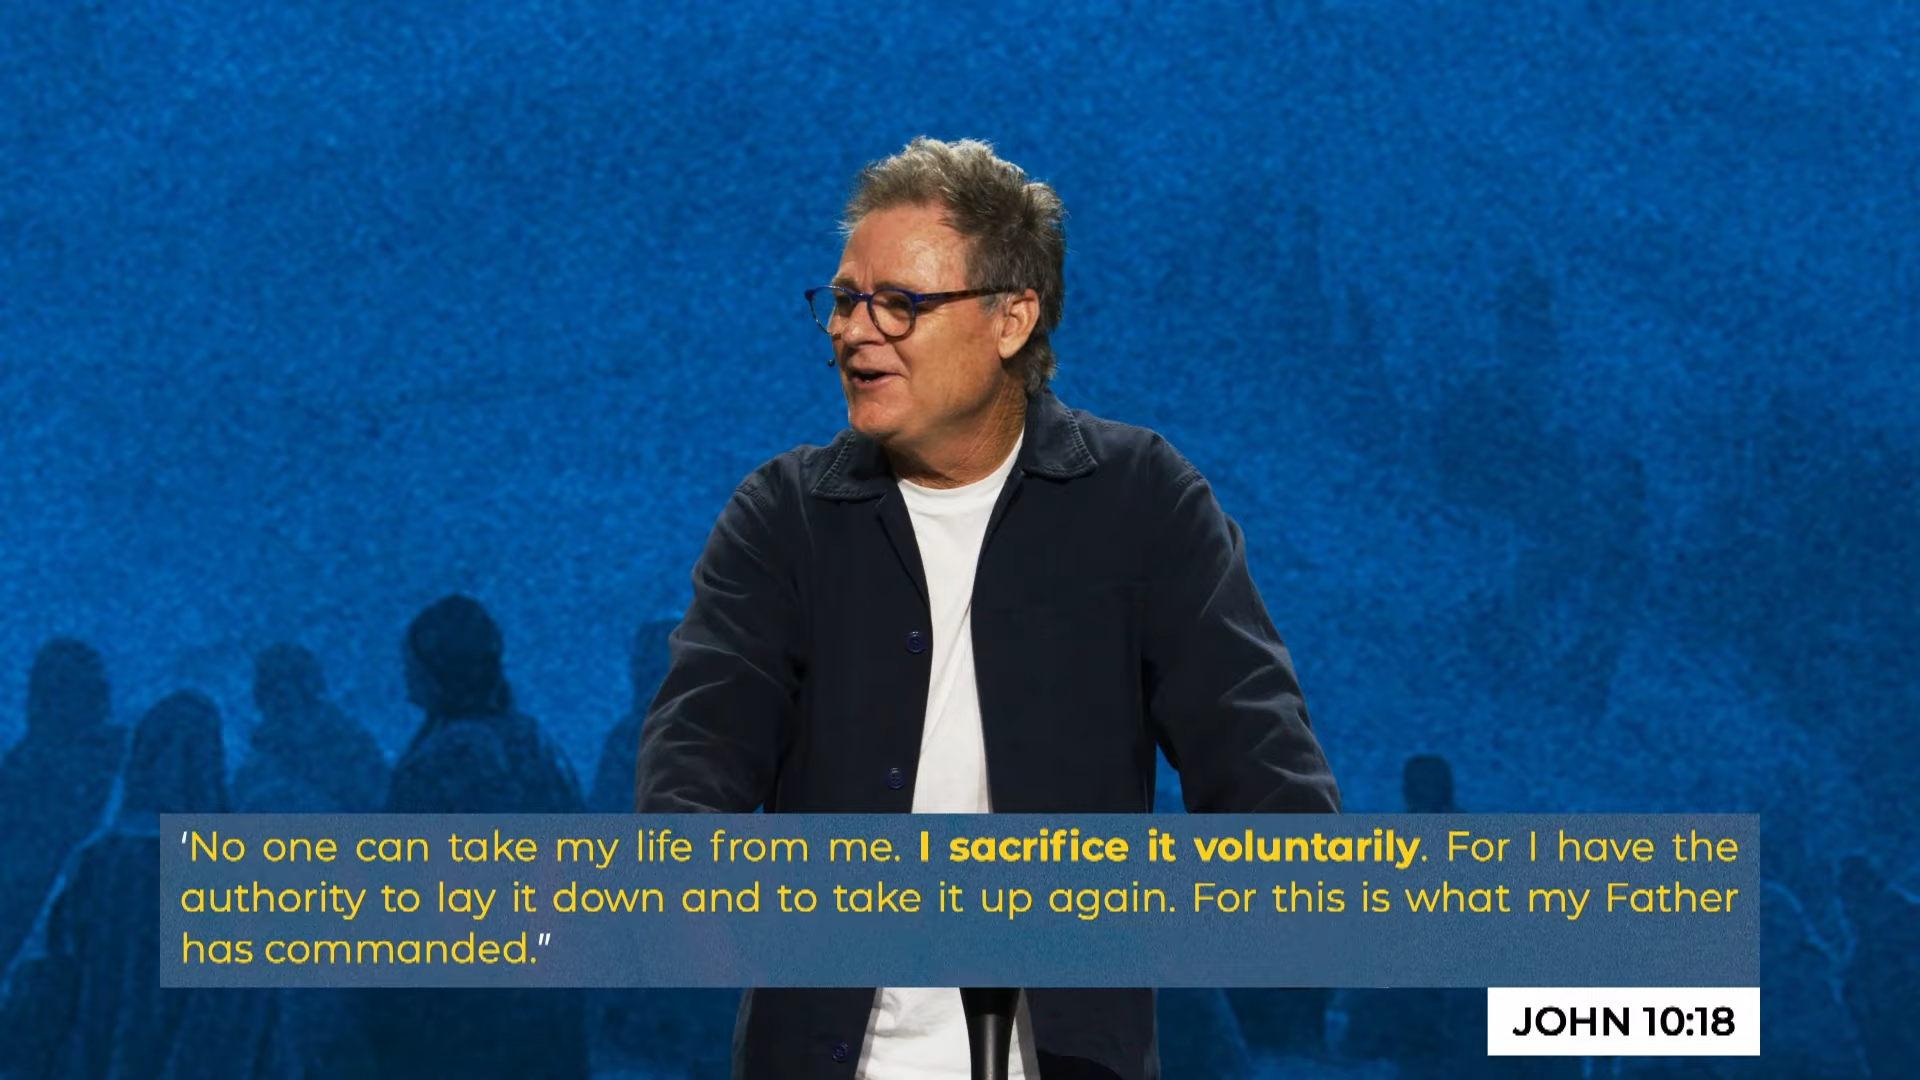 'No one can take my life from me. I sacrifice it voluntarily. For I have the
authority to lay it down and to take it up again. For this is what my Father
has commanded."
JOHN 10:18